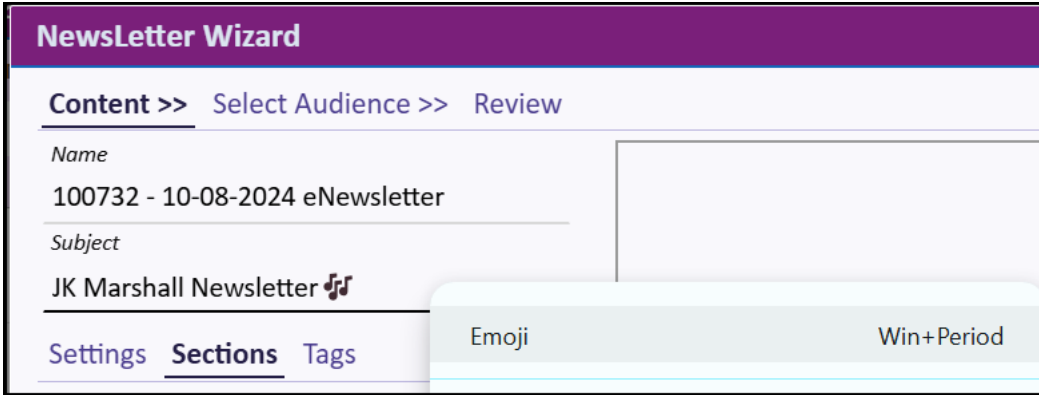 NewsLetter Wizard
Content >> Select Audience >> Review
Name
100732 - 10-08-2024 eNewsletter
Subject
JK Marshall Newsletter 🎶
Emoji Win+Period
Settings Sections Tags